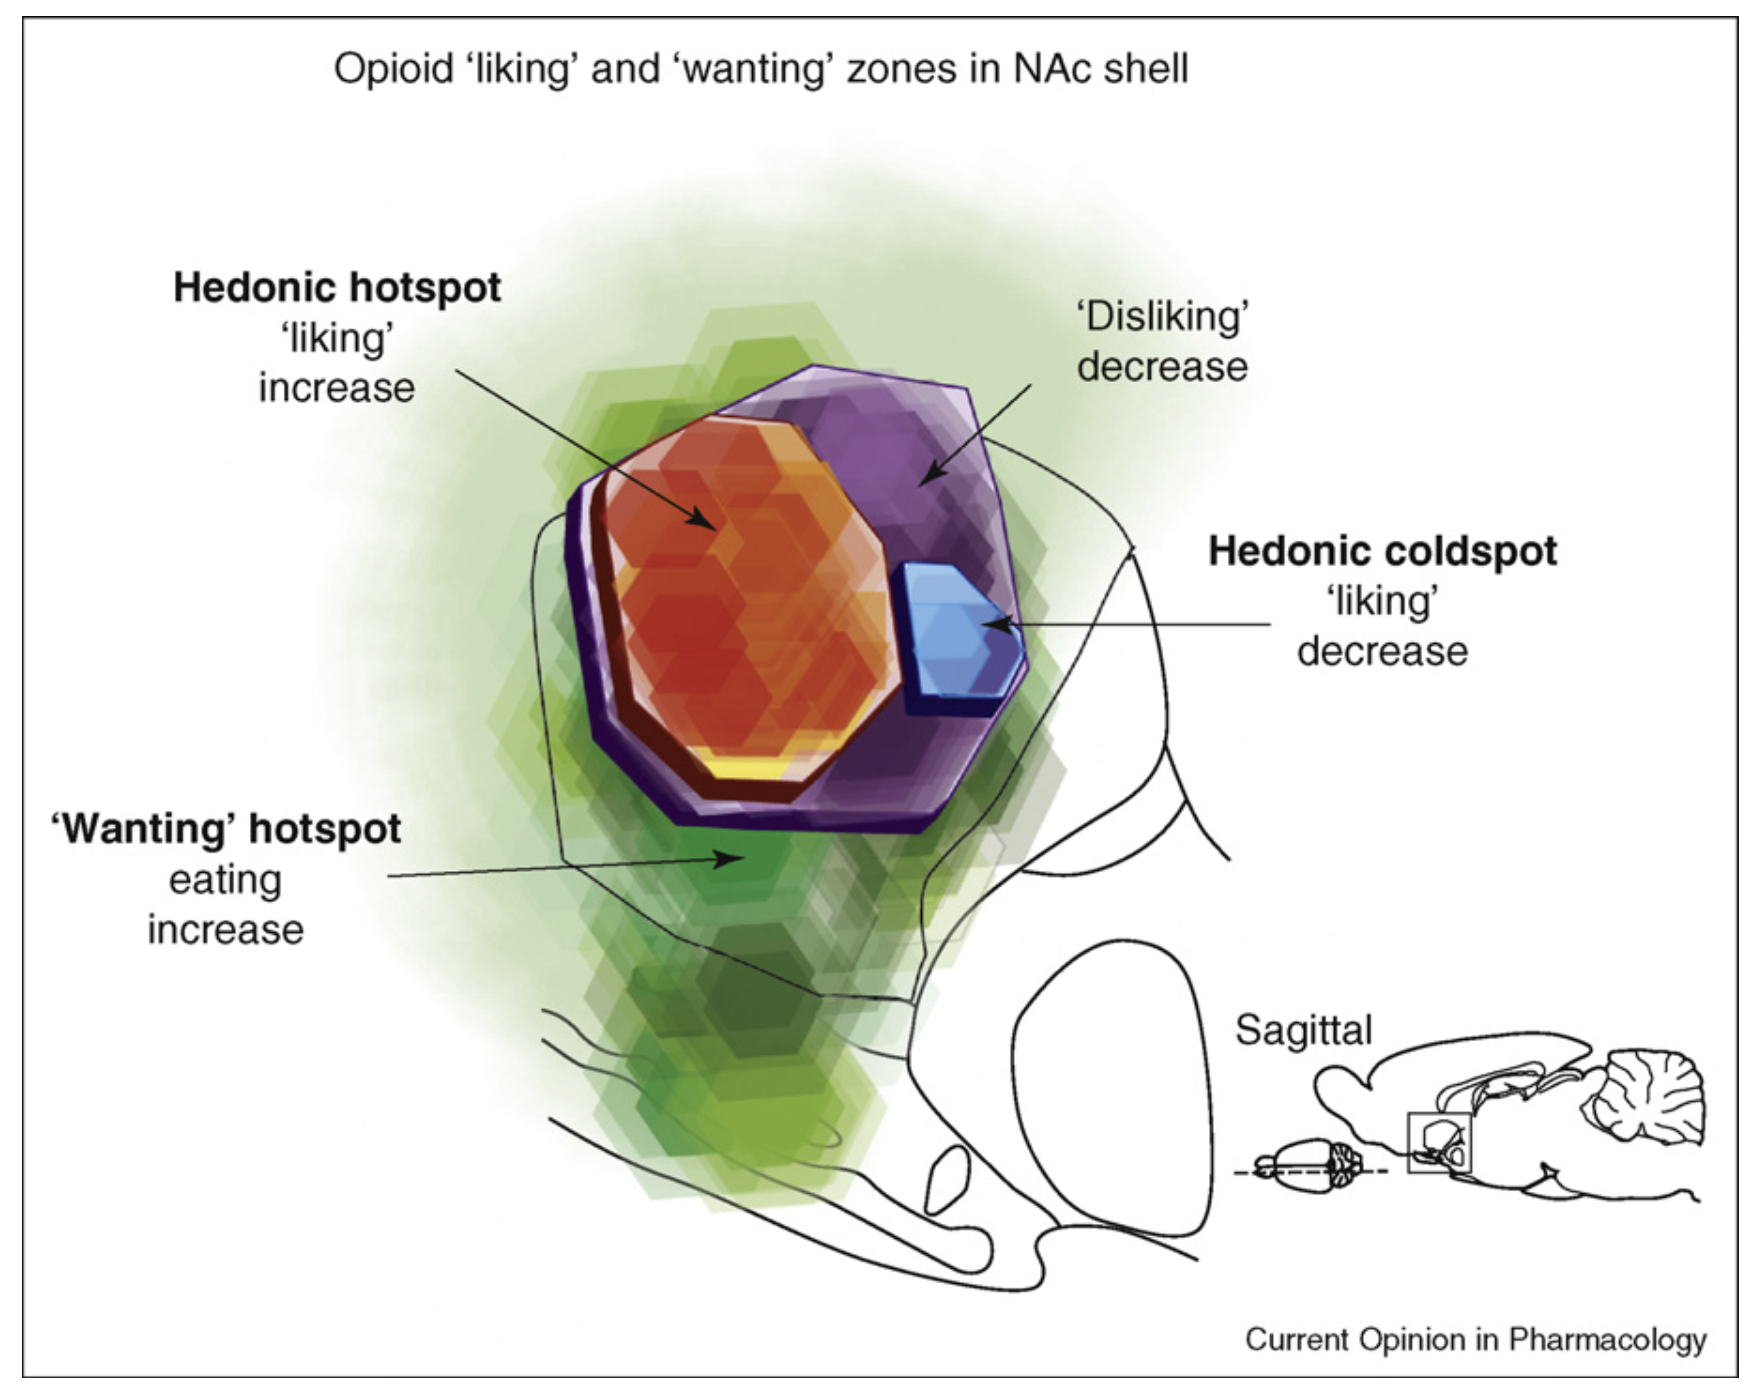 Opioid ‘liking’ and ‘wanting’ zones in NAc shell
Hedonic hotspot
‘liking’
increase
‘Disliking’
decrease
Hedonic coldspot
‘liking’
decrease
‘Wanting’ hotspot
eating
increase
Sagittal
Current Opinion in Pharmacology